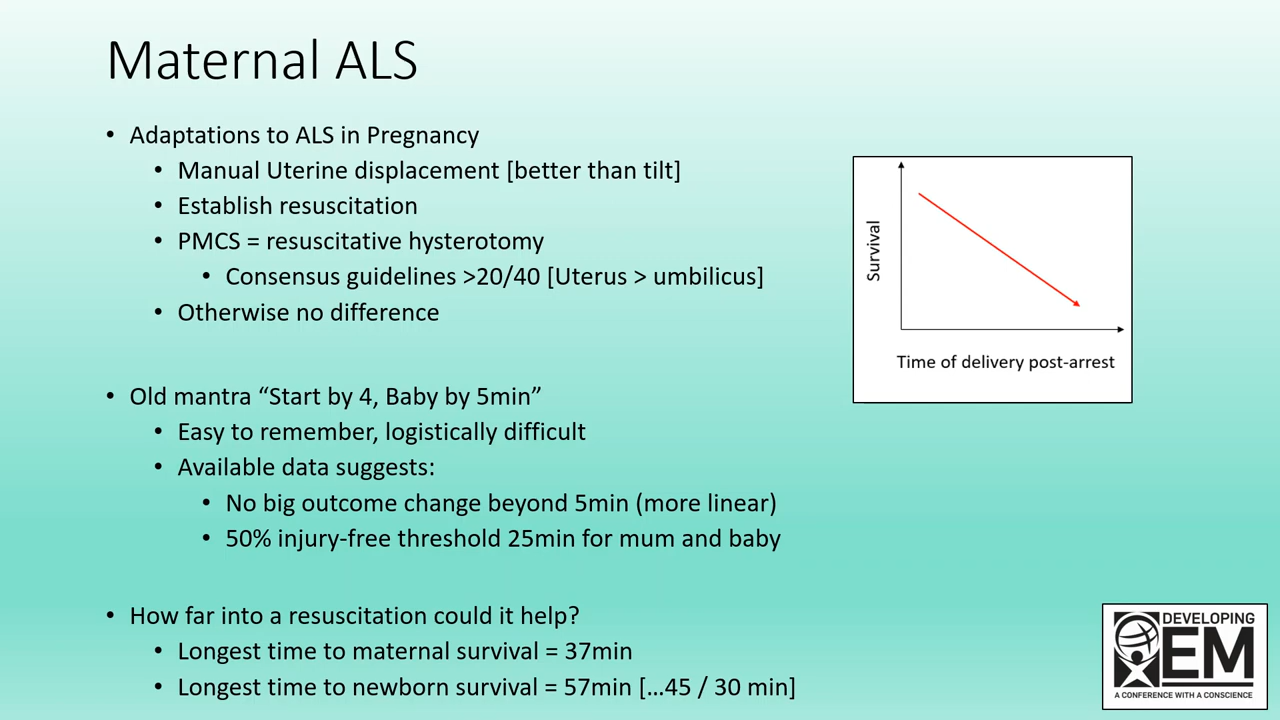 Maternal ALS
• Adaptations to ALS in Pregnancy
• Manual Uterine displacement [better than tilt]
• Establish resuscitation
• PMCS = resuscitative hysterotomy
• Consensus guidelines >20/40 [Uterus > umbilicus]
• Otherwise no difference
• Old mantra “Start by 4, Baby by 5min”
• Easy to remember, logistically difficult
• Available data suggests:
• No big outcome change beyond 5min (more linear)
• 50% injury-free threshold 25min for mum and baby
• How far into a resuscitation could it help?
• Longest time to maternal survival = 37min
• Longest time to newborn survival = 57min […45 / 30 min]
Survival
Time of delivery post-arrest
DEVELOPING
EM
A CONFERENCE WITH A CONSCIENCE